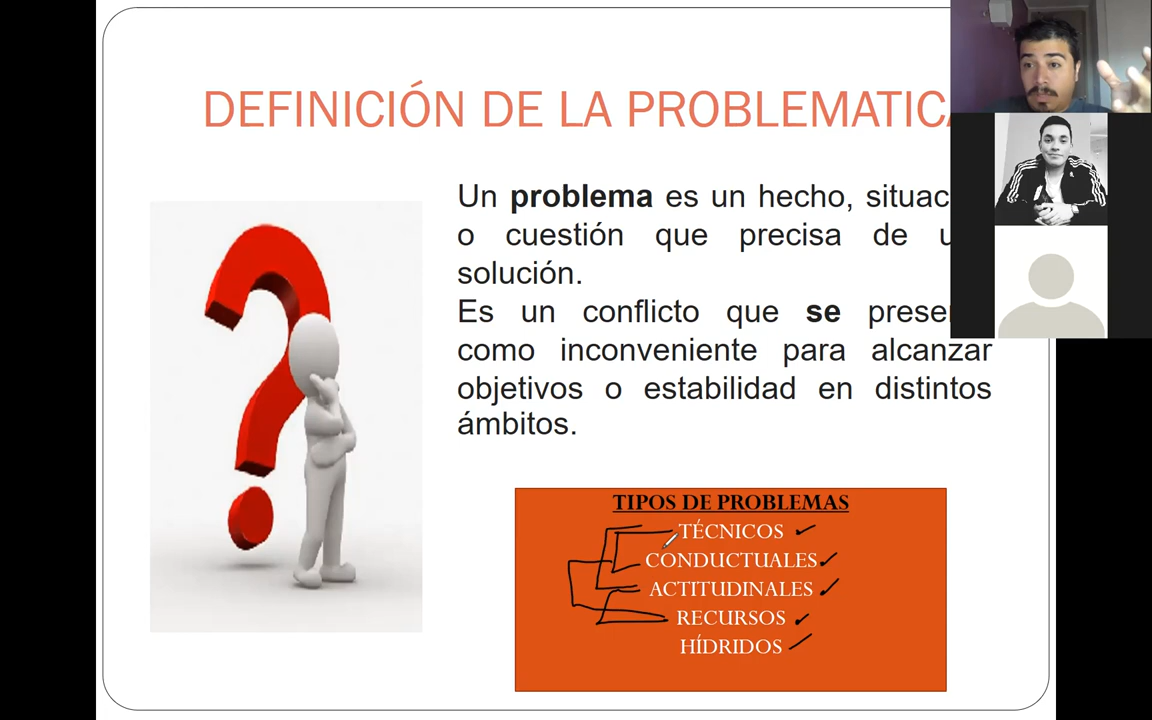 DEFINICIÓN DE LA PROBLEMATIC
Un problema es un hecho, situac
o cuestión que precisa de u
solución.
Es un conflicto que se prese
como inconveniente para alcanzar
objetivos o estabilidad en distintos
ámbitos.
TIPOS DE PROBLEMAS
TÉCNICOS
CONDUCTUALES
ACTITUDINALES
RECURSOS
HÍDRIDOS